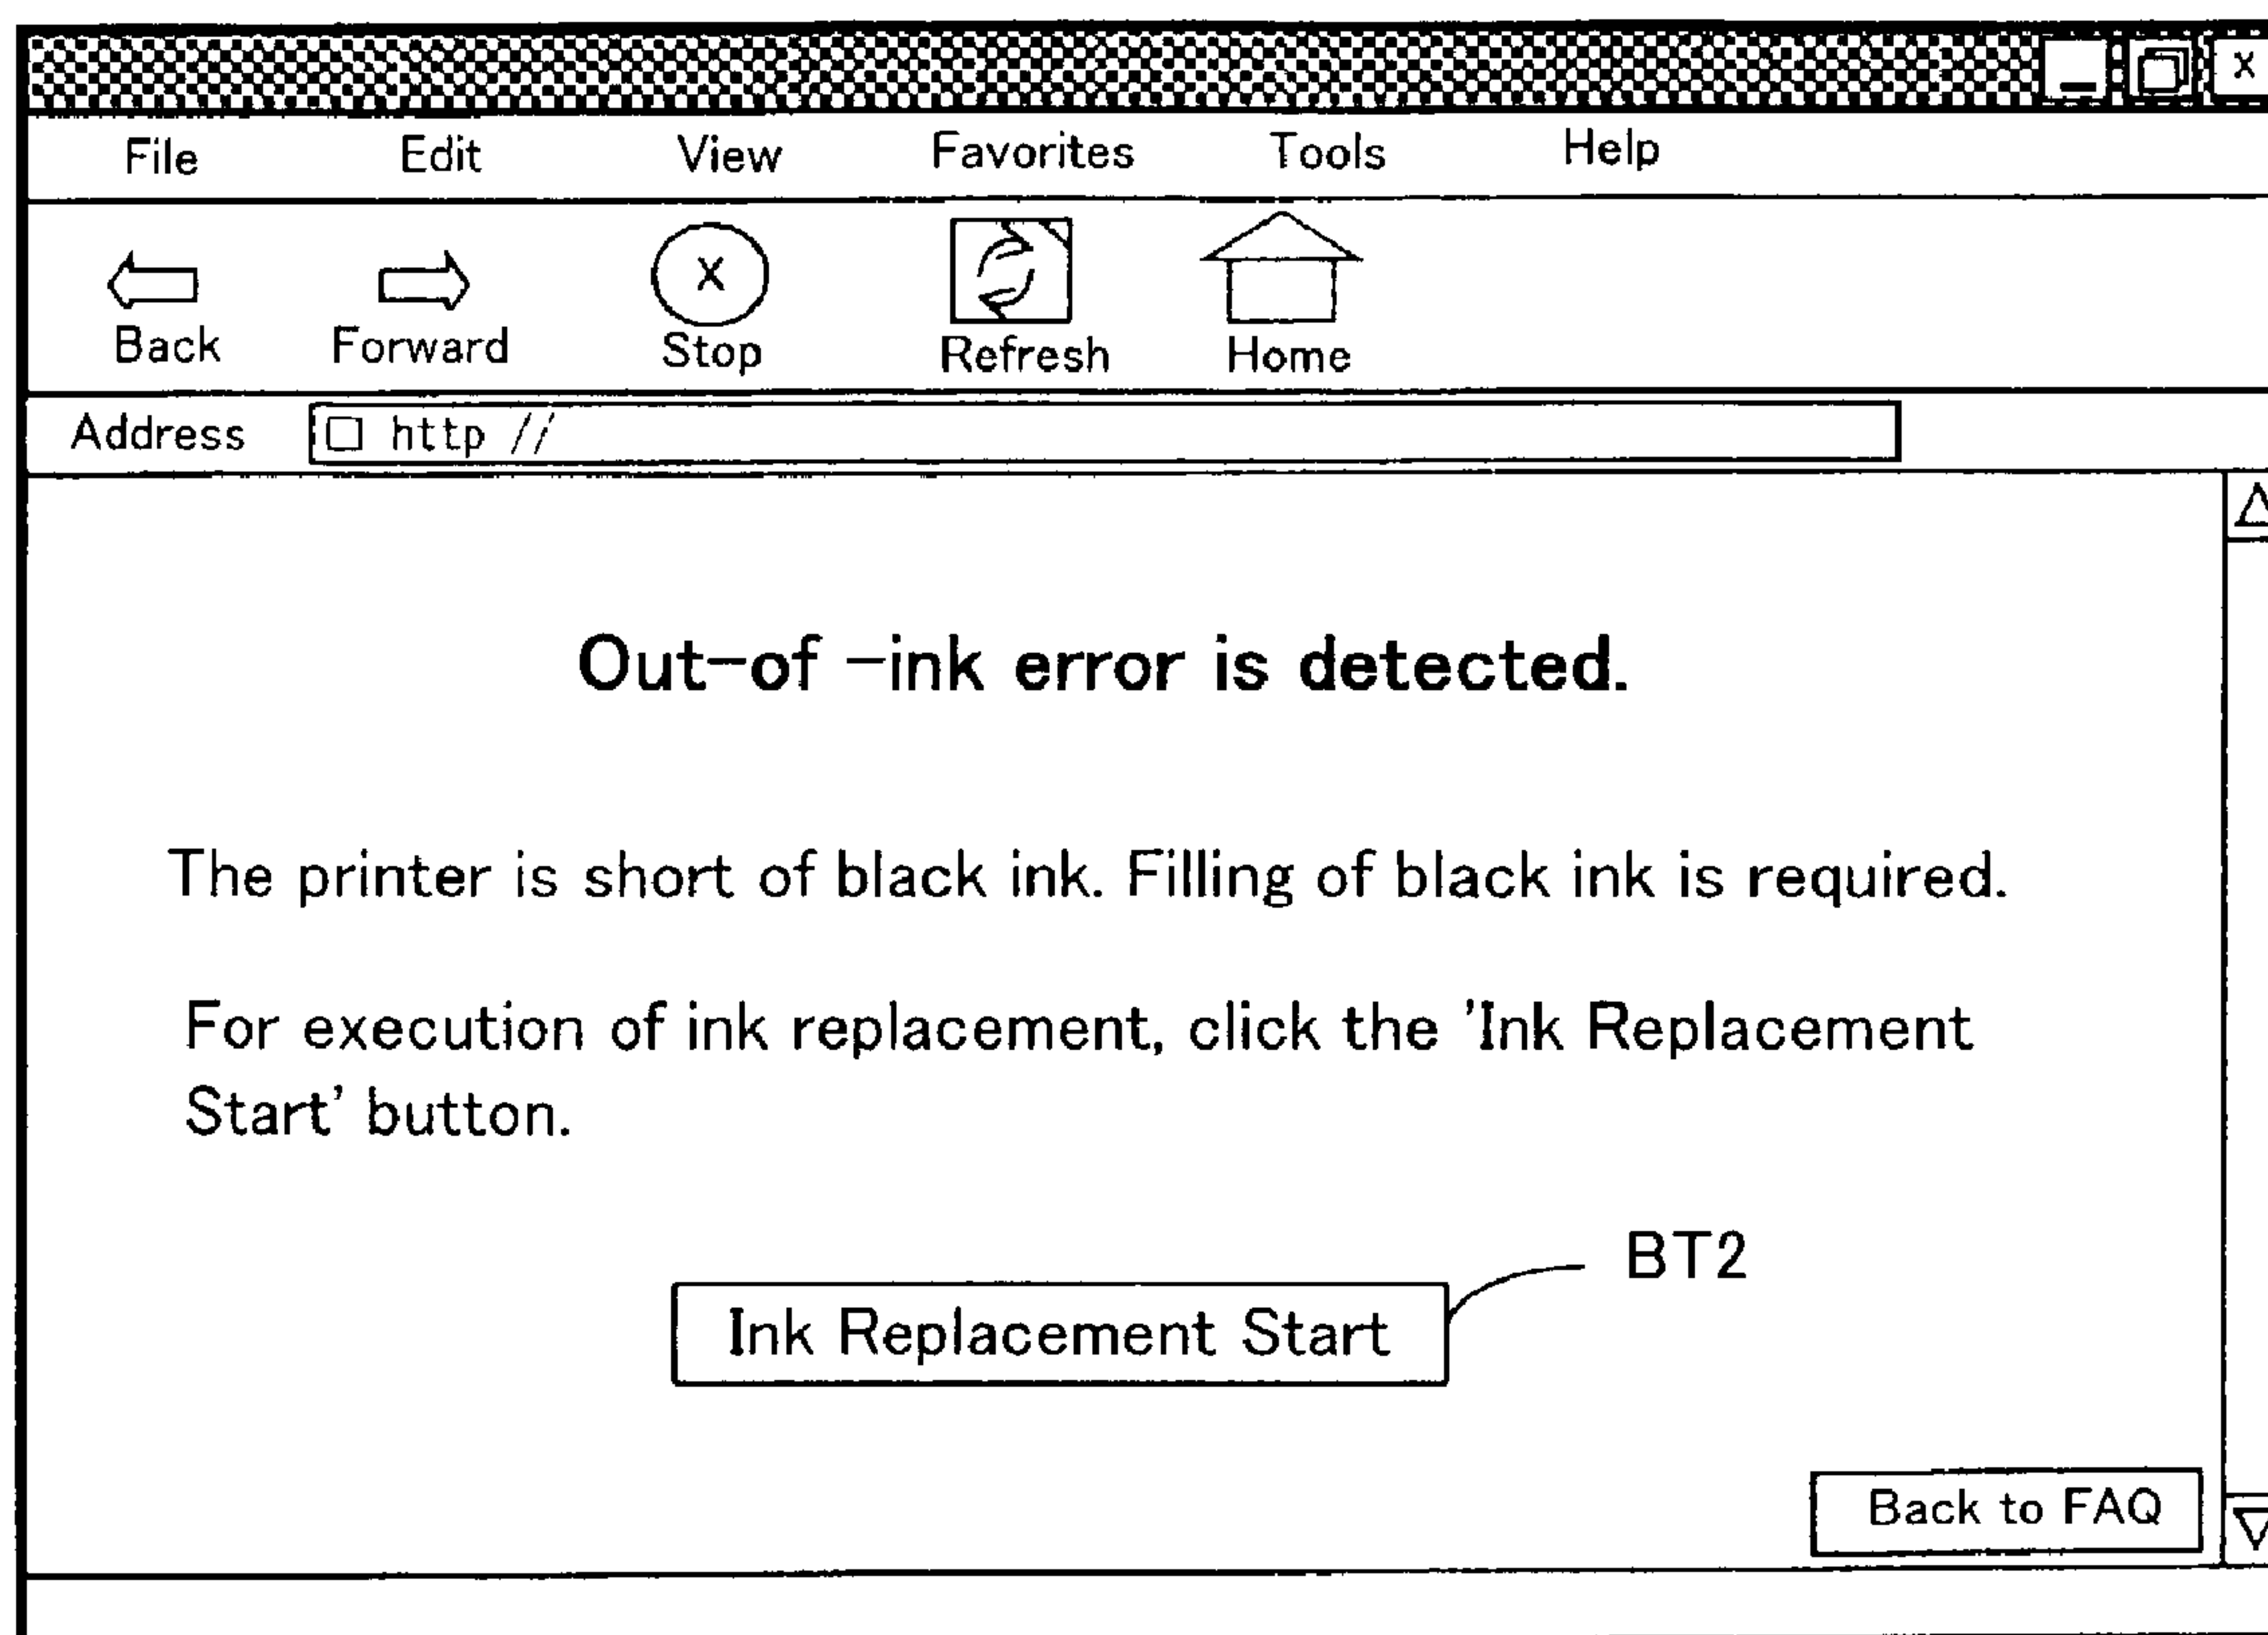 File Edit View Favorites Tools Help
X
Back Forward Stop Refresh Home
Address http //
Out-of -ink error is detected.
The printer is short of black ink. Filling of black ink is required.
For execution of ink replacement, click the 'Ink Replacement
Start' button.
BT2
Ink Replacement Start
Back to FAQ